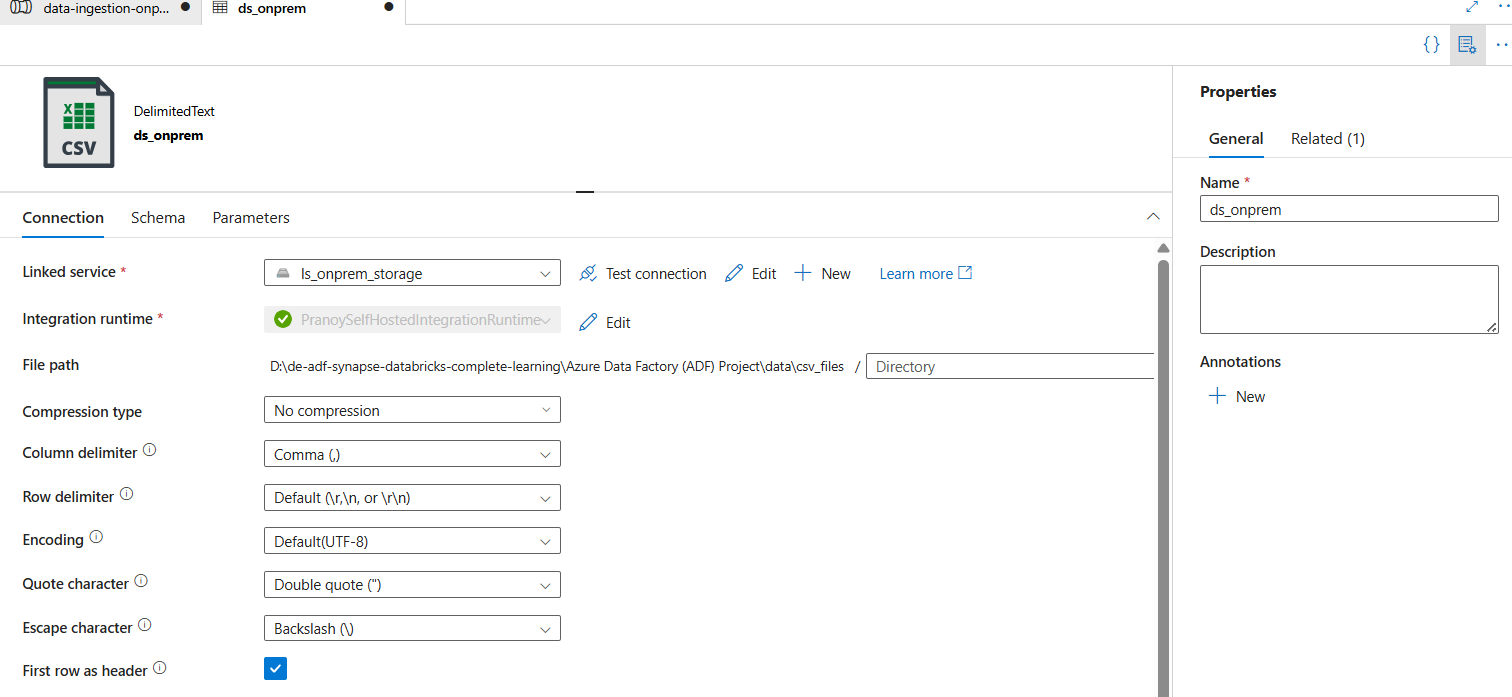 data-ingestion-onp...
ds_onprem
{}
X
CSV
DelimitedText
ds_onprem
Connection
Schema
Parameters
Linked service *
ls_onprem_storage
Test connection
Edit
New
Learn more
Integration runtime *
PranoySelfHostedIntegrationRuntime
Edit
File path
D:\de-adf-synapse-databricks-complete-learning\Azure Data Factory (ADF) Project\data\csv_files / Directory
Compression type
No compression
Column delimiter
Comma (,)
Row delimiter
Default (\r,\n, or \r\n)
Encoding
Default(UTF-8)
Quote character
Double quote (")
Escape character
Backslash (\)
First row as header
Properties
General
Related (1)
Name *
ds_onprem
Description
Annotations
New